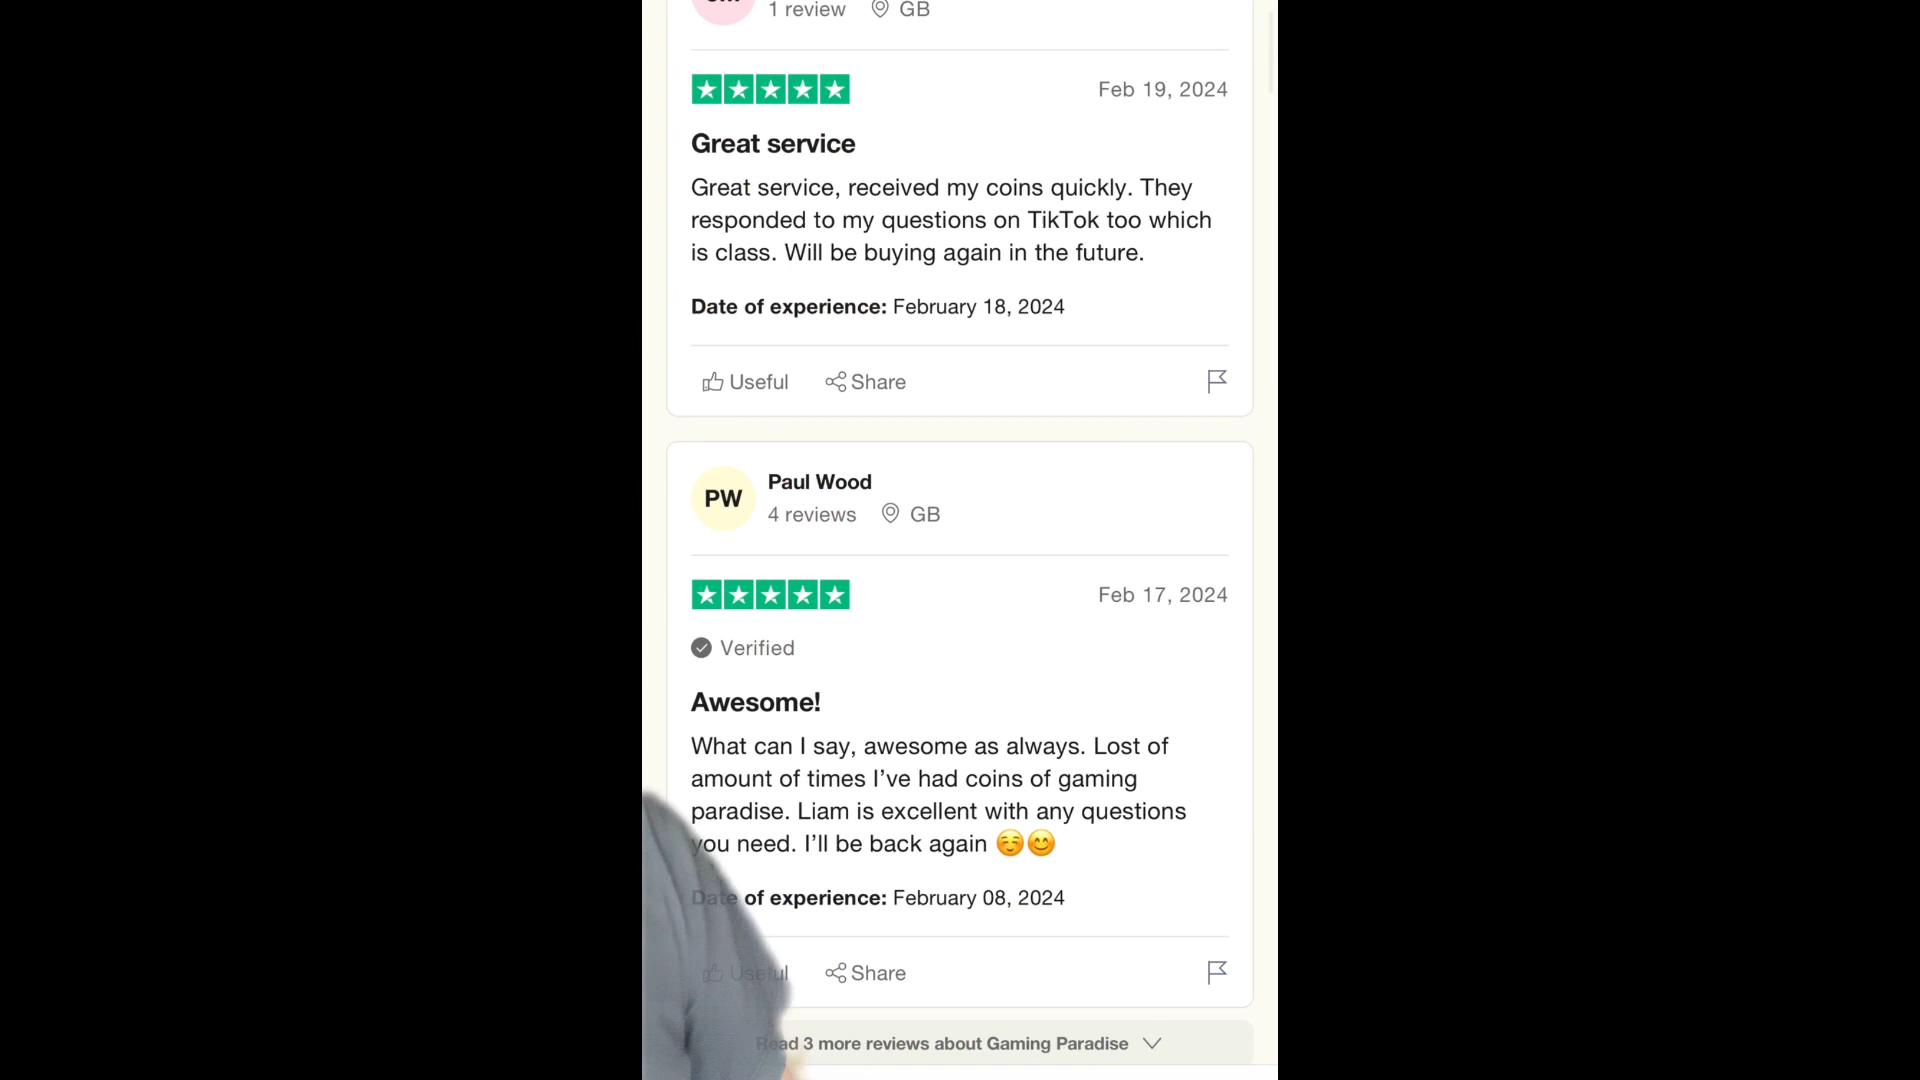 1 review GB
Feb 19, 2024
Great service
Great service, received my coins quickly. They
responded to my questions on TikTok too which
is class. Will be buying again in the future.
Date of experience: February 18, 2024
Useful Share
PW
Paul Wood
4 reviews GB
Feb 17, 2024
Verified
Awesome!
What can I say, awesome as always. Lost of
amount of times I’ve had coins of gaming
paradise. Liam is excellent with any questions
you need. I’ll be back again ☺️😊
Date of experience: February 08, 2024
Useful Share
Read 3 more reviews about Gaming Paradise